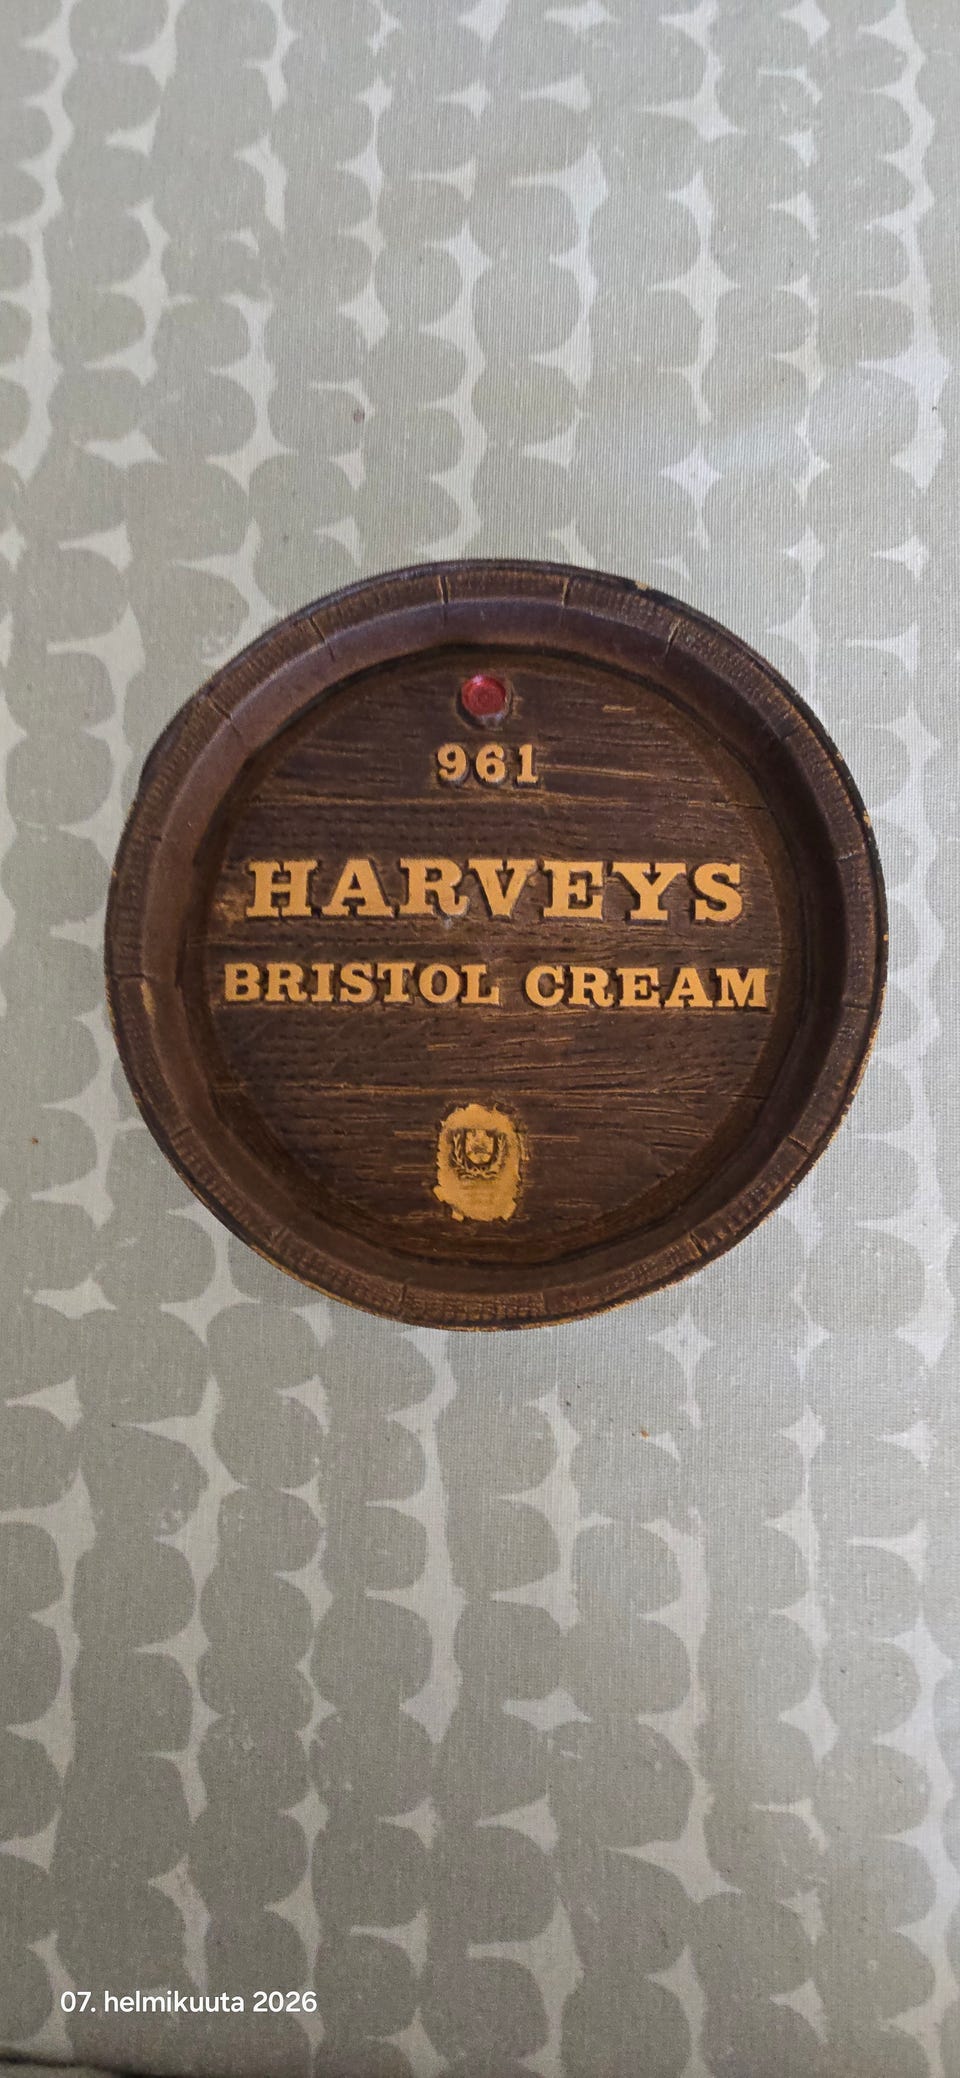 961
HARVEYS
BRISTOL CREAM
07. helmikuuta 2026